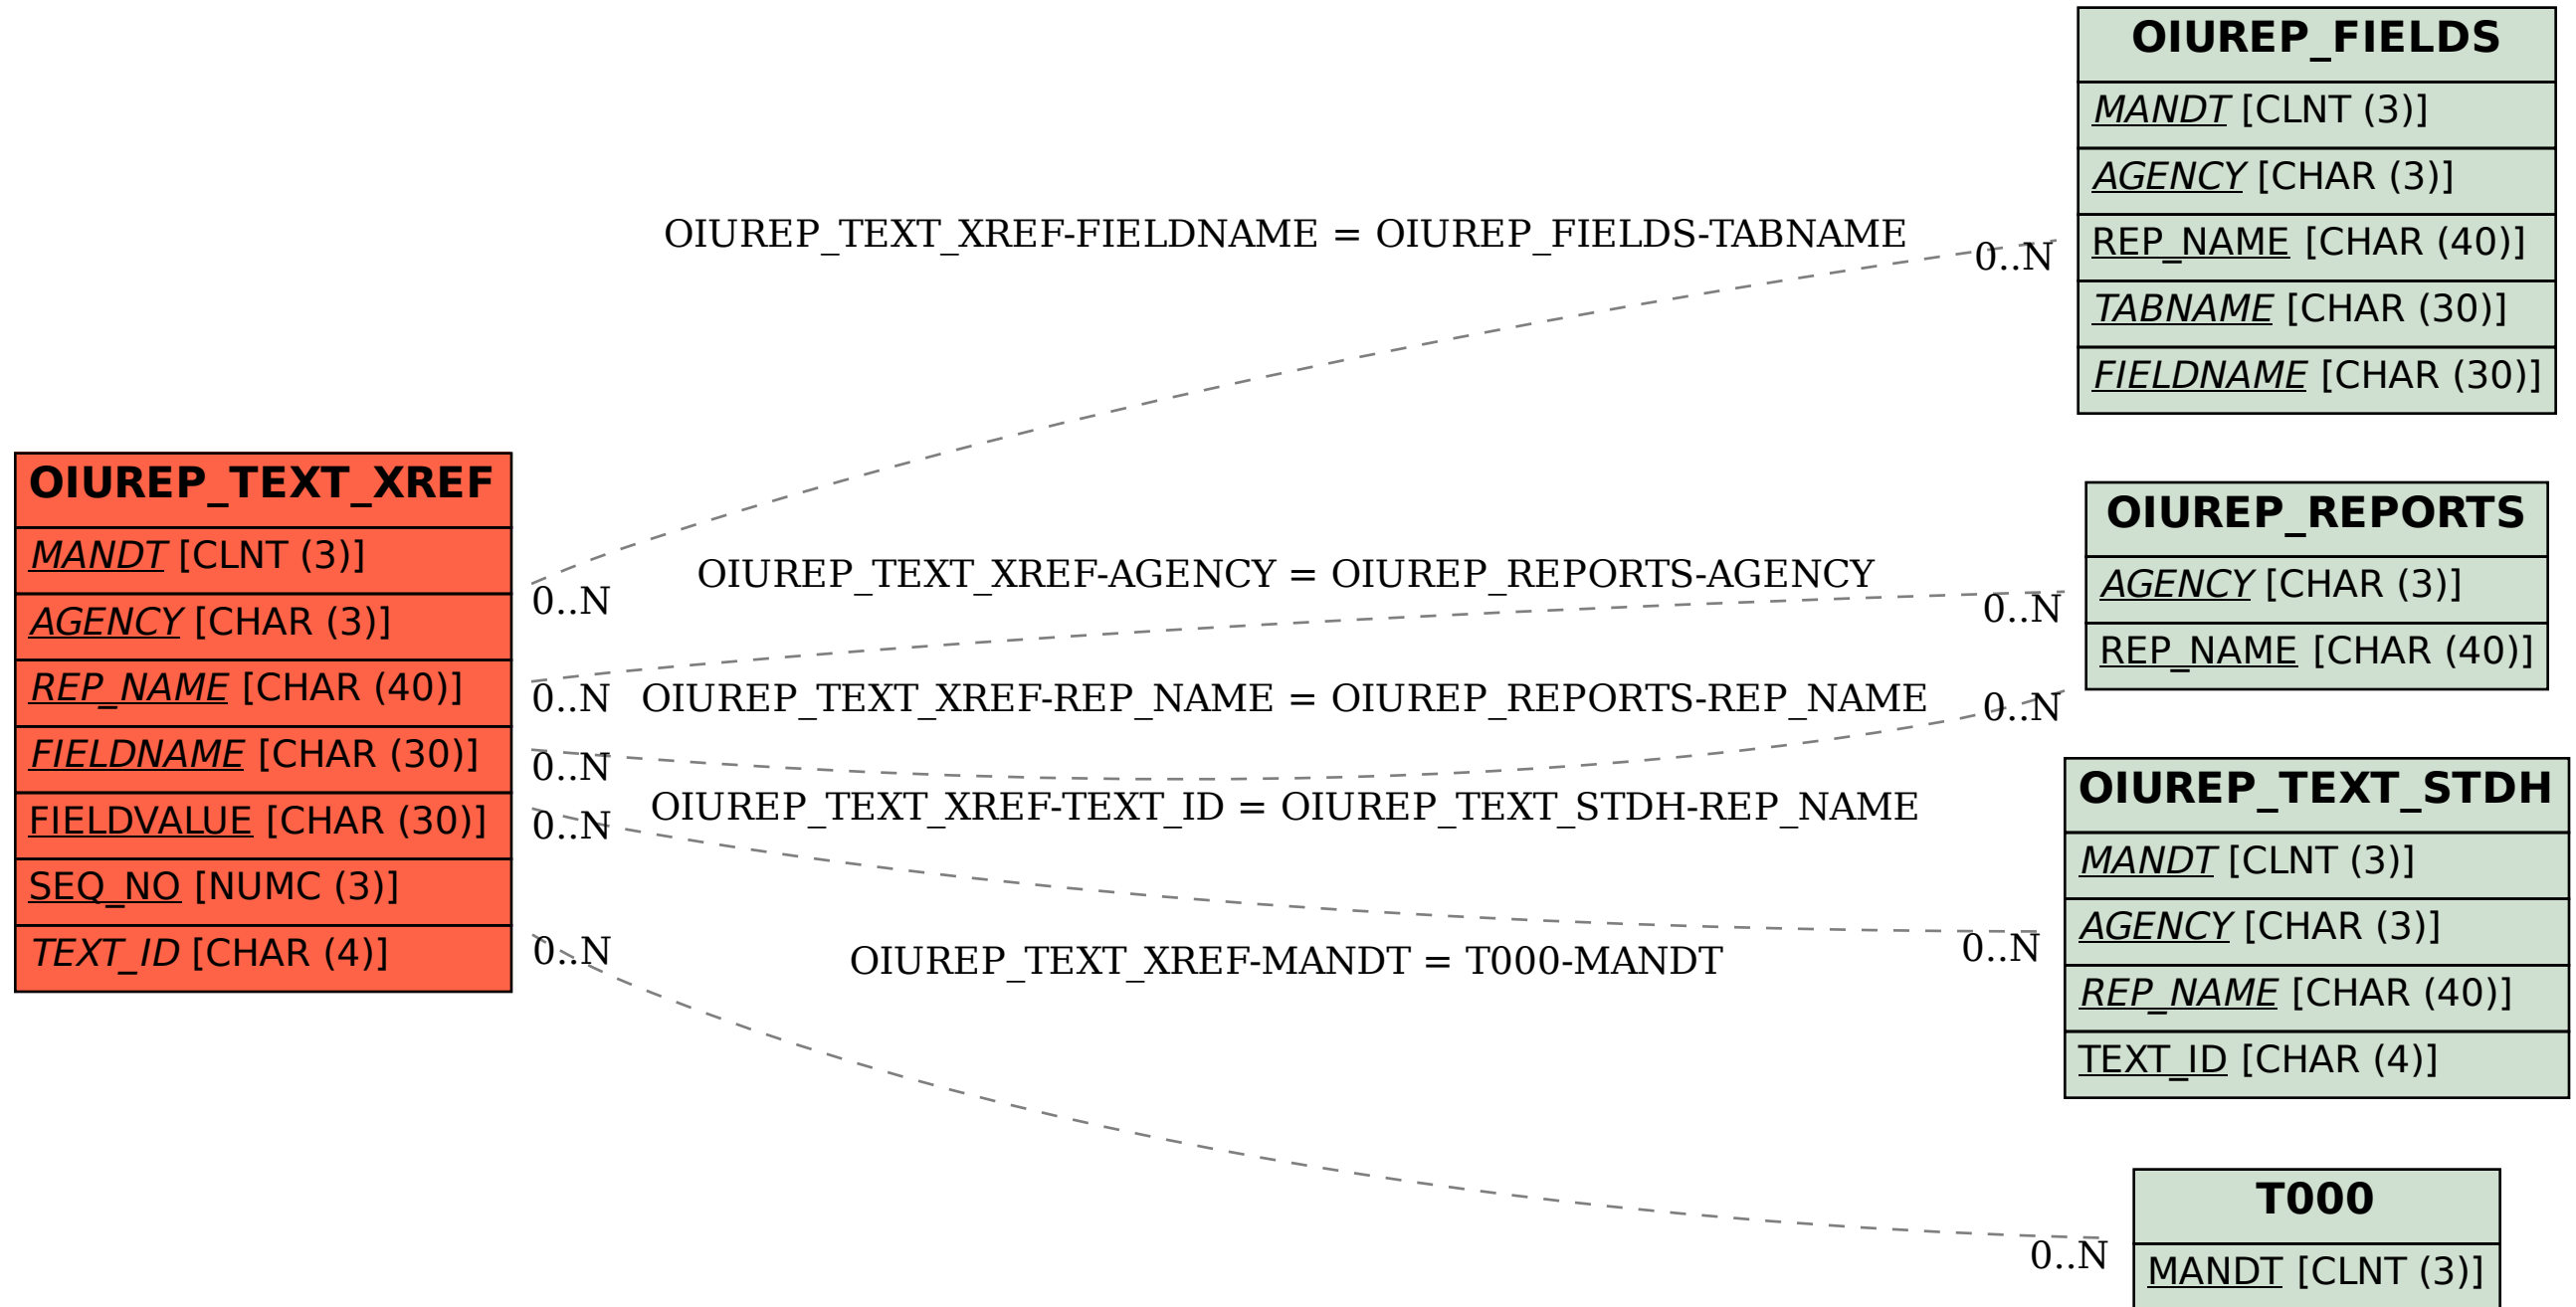 OIUREP_FIELDS
MANDT [CLNT (3)]
AGENCY [CHAR (3)]
REP_NAME [CHAR (40)]
TABNAME [CHAR (30)]
FIELDNAME [CHAR (30)]
OIUREP_TEXT_XREF-FIELDNAME = OIUREP_FIELDS-TABNAME
0..N
0..N
OIUREP_TEXT_XREF
MANDT [CLNT (3)]
AGENCY [CHAR (3)]
REP_NAME [CHAR (40)]
FIELDNAME [CHAR (30)]
FIELDVALUE [CHAR (30)]
SEQ_NO [NUMC (3)]
TEXT_ID [CHAR (4)]
OIUREP_TEXT_XREF-AGENCY = OIUREP_REPORTS-AGENCY
0..N
0..N
OIUREP_REPORTS
AGENCY [CHAR (3)]
REP_NAME [CHAR (40)]
OIUREP_TEXT_XREF-REP_NAME = OIUREP_REPORTS-REP_NAME
0..N
0..N
OIUREP_TEXT_XREF-TEXT_ID = OIUREP_TEXT_STDH-REP_NAME
0..N
0..N
OIUREP_TEXT_STDH
MANDT [CLNT (3)]
AGENCY [CHAR (3)]
REP_NAME [CHAR (40)]
TEXT_ID [CHAR (4)]
OIUREP_TEXT_XREF-MANDT = T000-MANDT
0..N
0..N
T000
MANDT [CLNT (3)]